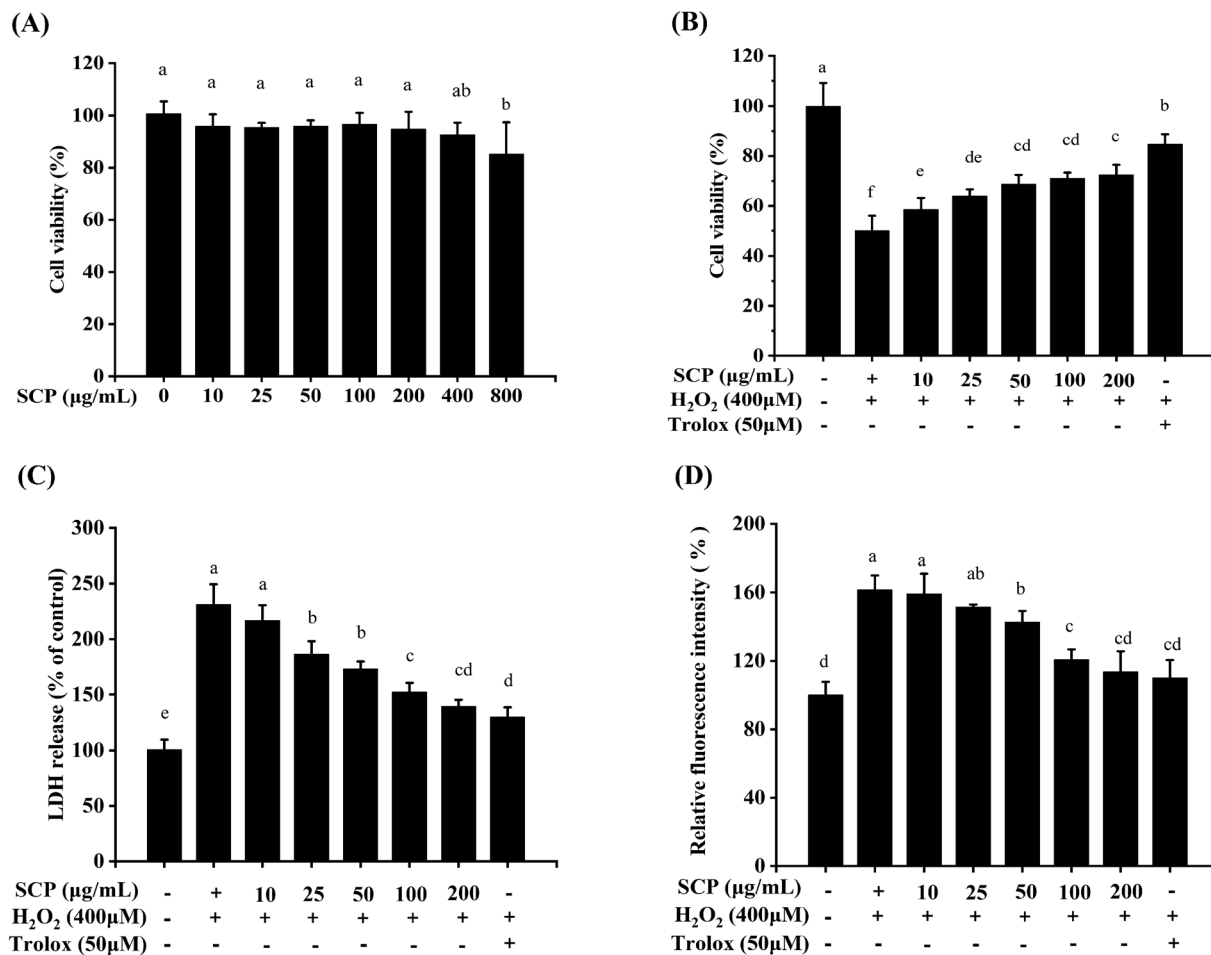 (A)
120
100
80
60
40
20
0
Cell viability (%)
a a a a a a ab b
SCP (μg/mL) 0 10 25 50 100 200 400 800
(B)
120
100
80
60
40
20
0
Cell viability (%)
a f e de cd cd c b
SCP (μg/mL) - + 10 25 50 100 200 -
H₂O₂ (400μM) - + + + + + + +
Trolox (50μM) - - - - - - - +
(C)
300
250
200
150
100
50
0
LDH release (% of control)
e a a b b c cd d
SCP (μg/mL) - + 10 25 50 100 200 -
H₂O₂ (400μM) - + + + + + + +
Trolox (50μM) - - - - - - - +
(D)
200
160
120
80
40
0
Relative fluorescence intensity ( % )
d a a ab b c cd cd
SCP (μg/mL) - + 10 25 50 100 200 -
H₂O₂ (400μM) - + + + + + + +
Trolox (50μM) - - - - - - - +